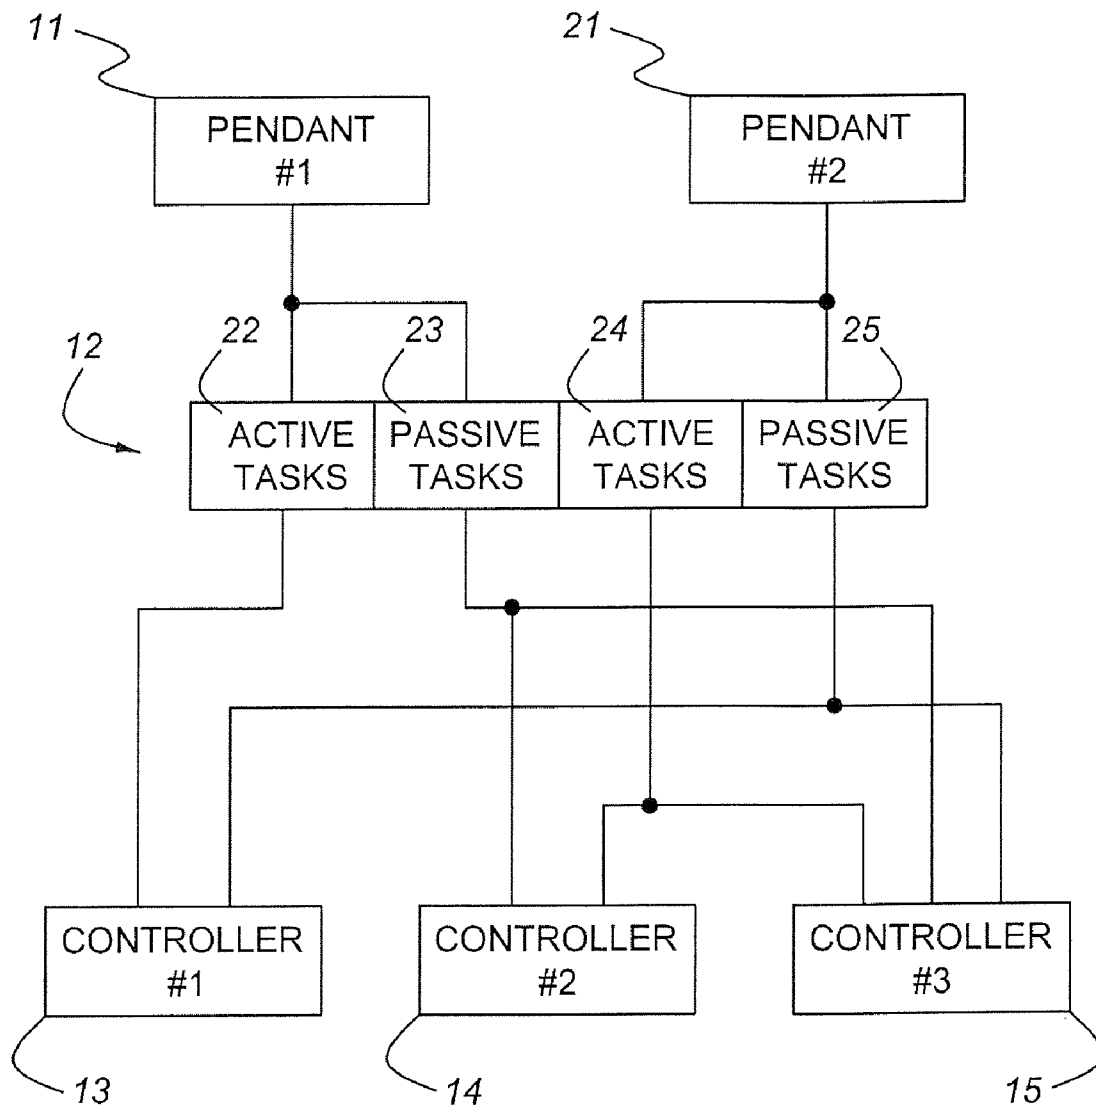 11
21
PENDANT
#1
PENDANT
#2
12
22
23
24
25
ACTIVE
TASKS
PASSIVE
TASKS
ACTIVE
TASKS
PASSIVE
TASKS
CONTROLLER
#1
CONTROLLER
#2
CONTROLLER
#3
13
14
15